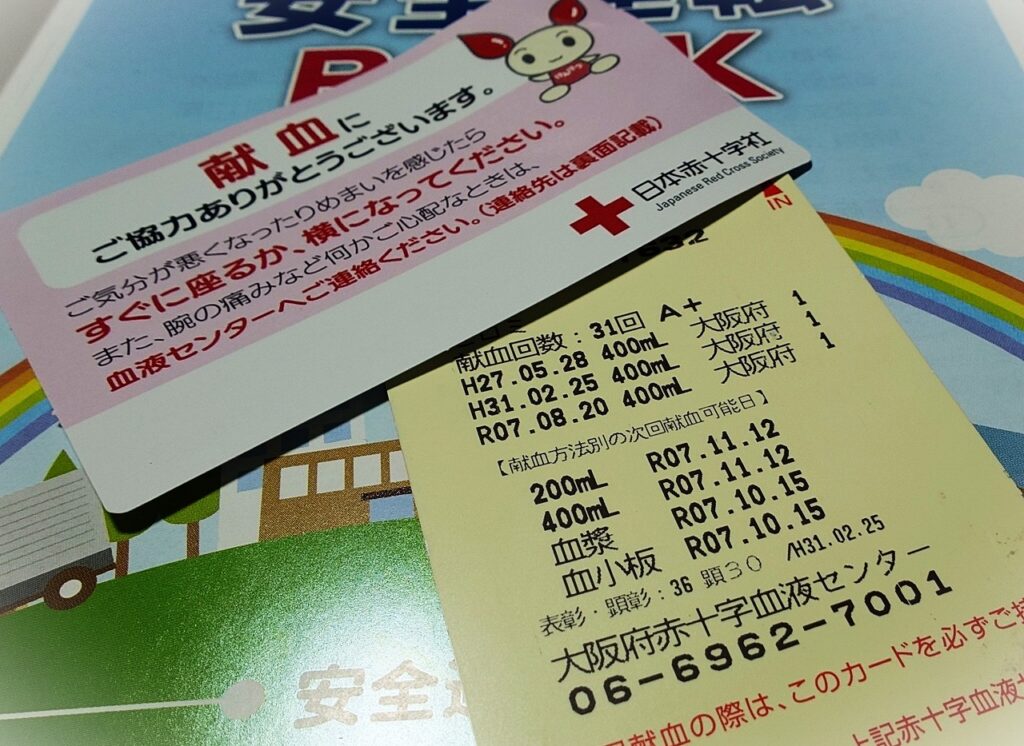 献血に
ご協力ありがとうございます。
ご気分が悪くなったりめまいを感じたら
すぐに座るか、横になってください。
また、腕の痛みなど何かご心配なときは、
血液センターへご連絡ください。(連絡先は裏面記載)
けんけつ
日本赤十字社
Japanese Red Cross Society
IN
献血回数:31回 A+
H27.05.28 400mL 大阪府 1
H31.02.25 400mL 大阪府 1
R07.08.20 400mL 大阪府 1
【献血方法別の次回献血可能日】
200mL R07.11.12
400mL R07.11.12
血漿 R07.10.15
血小板 R07.10.15
表彰・顕彰:36 顕30 /H31.02.25
大阪府赤十字血液センター
06-6962-7001
献血の際は、このカードを必ずご
上記赤十字血液
安全